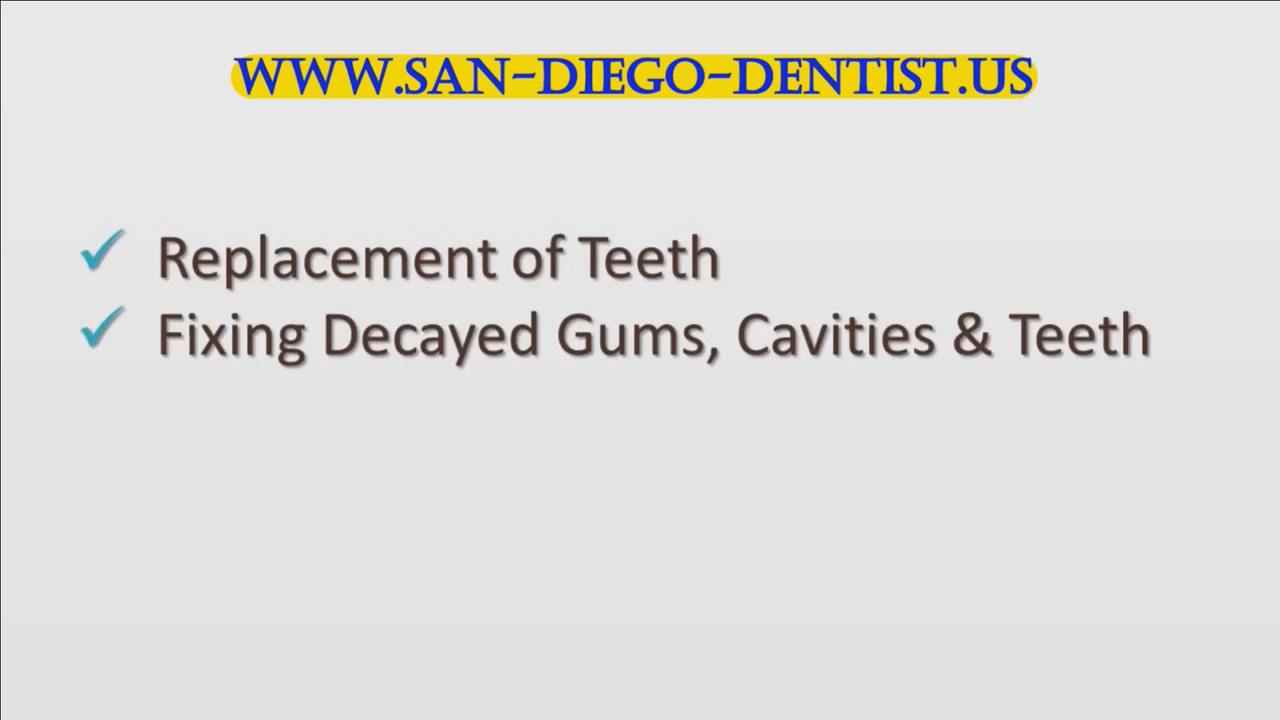 WWW.SAN-DIEGO-DENTIST.US
✓ Replacement of Teeth
✓ Fixing Decayed Gums, Cavities & Teeth